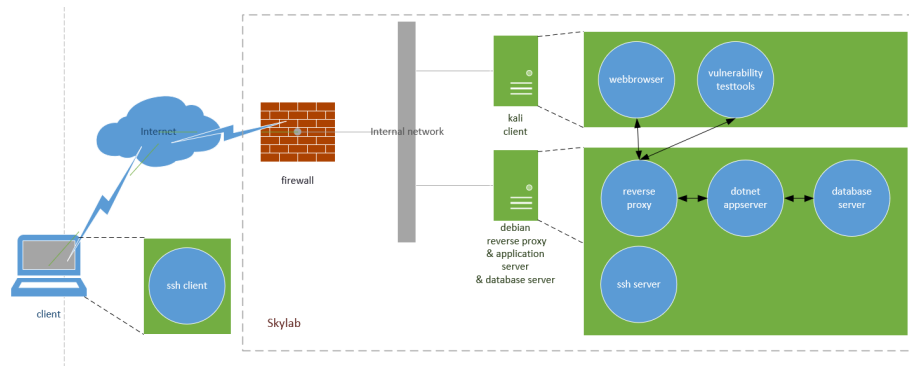 Internet
firewall
Internal network
kali
client
webbrowser
vulnerability
testtools
debian
reverse proxy
& application
server
& database server
reverse
proxy
dotnet
appserver
database
server
ssh server
client
ssh client
Skylab